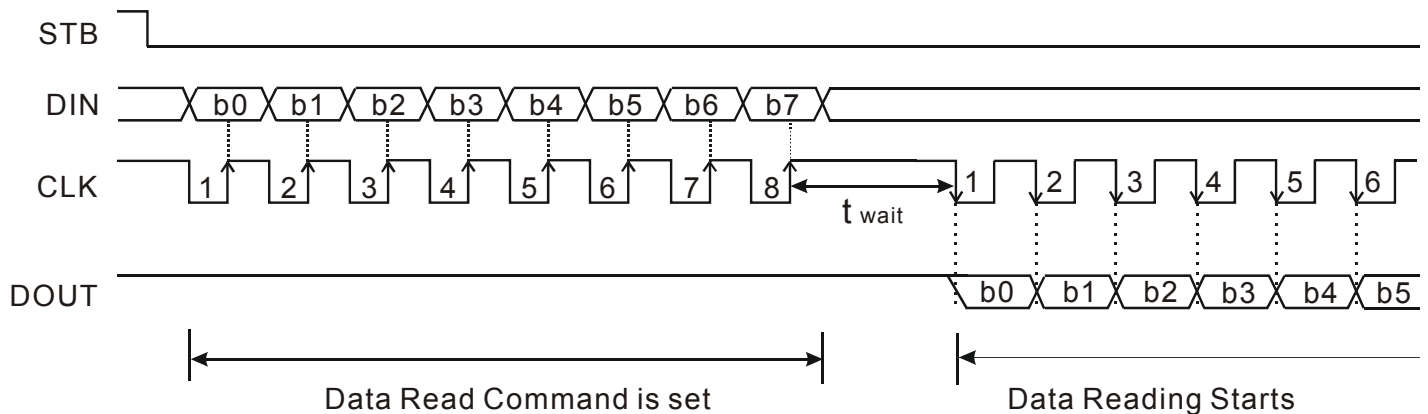 STB
DIN b0 b1 b2 b3 b4 b5 b6 b7
CLK 1 2 3 4 5 6 7 8 1 2 3 4 5 6
t wait
DOUT b0 b1 b2 b3 b4 b5
Data Read Command is set Data Reading Starts